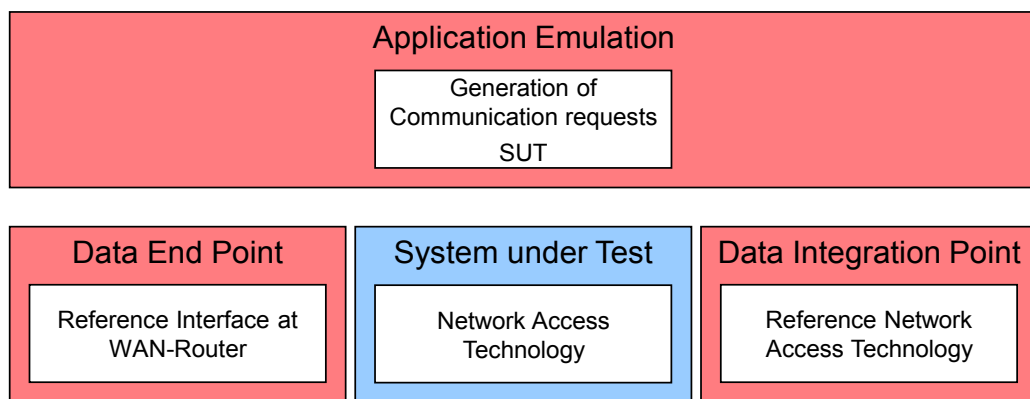 Application Emulation
Generation of
Communication requests
SUT
Data End Point
Reference Interface at
WAN-Router
System under Test
Network Access
Technology
Data Integration Point
Reference Network
Access Technology